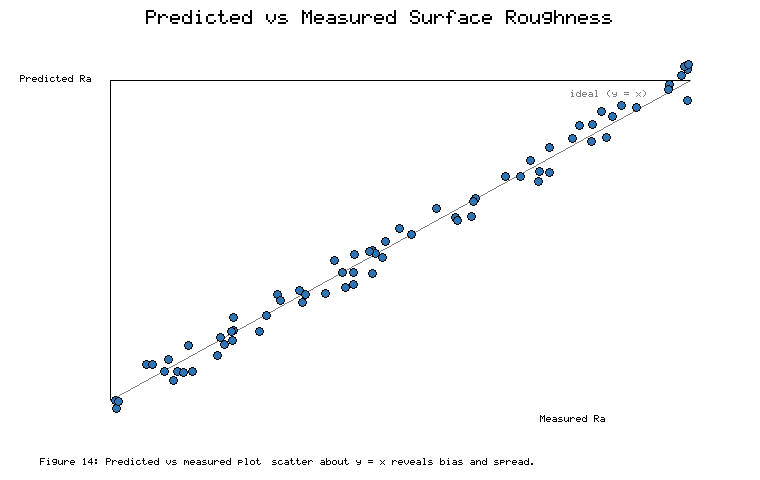 Predicted vs Measured Surface Roughness
Predicted Ra
ideal (y = x)
Measured Ra
Figure 14: Predicted vs measured plot  scatter about y = x reveals bias and spread.